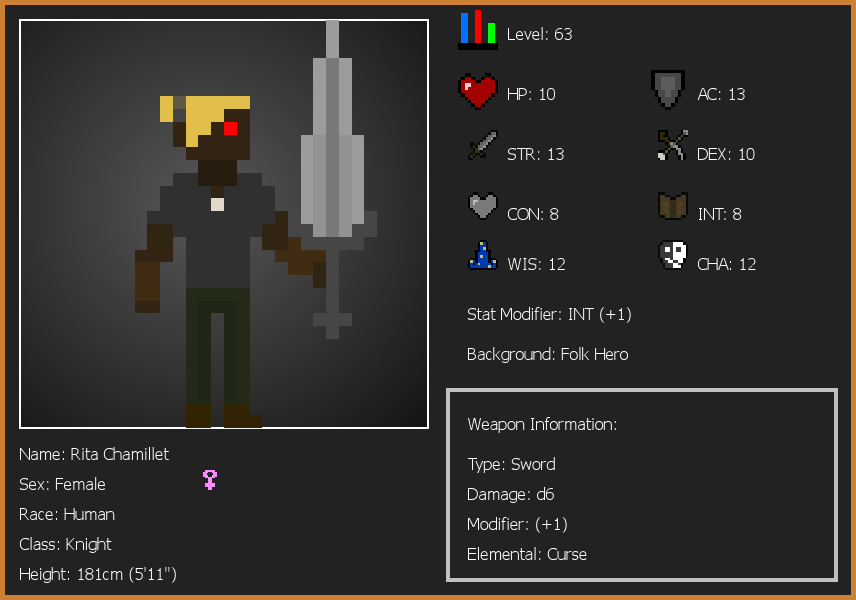 Level: 63
HP: 10
AC: 13
STR: 13
DEX: 10
CON: 8
INT: 8
WIS: 12
CHA: 12
Stat Modifier: INT (+1)
Background: Folk Hero
Weapon Information:
Type: Sword
Damage: d6
Modifier: (+1)
Elemental: Curse
Name: Rita Chamillet
Sex: Female
Race: Human
Class: Knight
Height: 181cm (5'11")